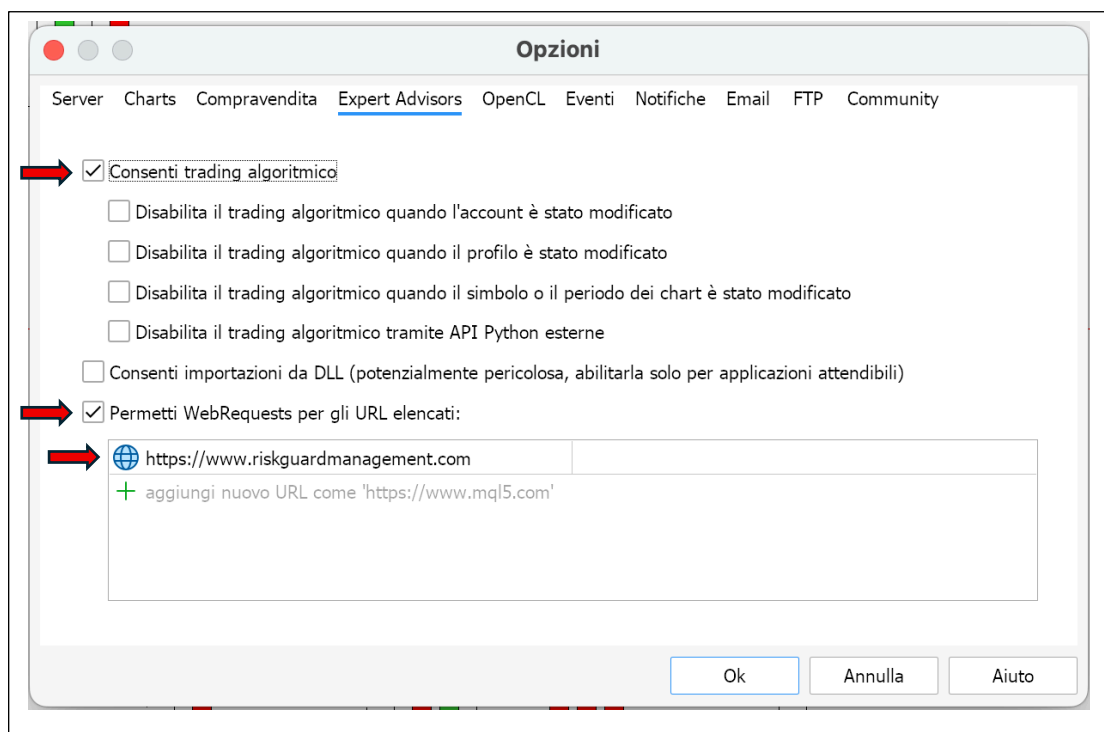 Opzioni
Server Charts Compravendita Expert Advisors OpenCL Eventi Notifiche Email FTP Community
Consenti trading algoritmico
Disabilita il trading algoritmico quando l'account è stato modificato
Disabilita il trading algoritmico quando il profilo è stato modificato
Disabilita il trading algoritmico quando il simbolo o il periodo dei chart è stato modificato
Disabilita il trading algoritmico tramite API Python esterne
Consenti importazioni da DLL (potenzialmente pericolosa, abilitarla solo per applicazioni attendibili)
Permetti WebRequests per gli URL elencati:
https://www.riskguardmanagement.com
aggiungi nuovo URL come 'https://www.mql5.com'
Ok Annulla Aiuto